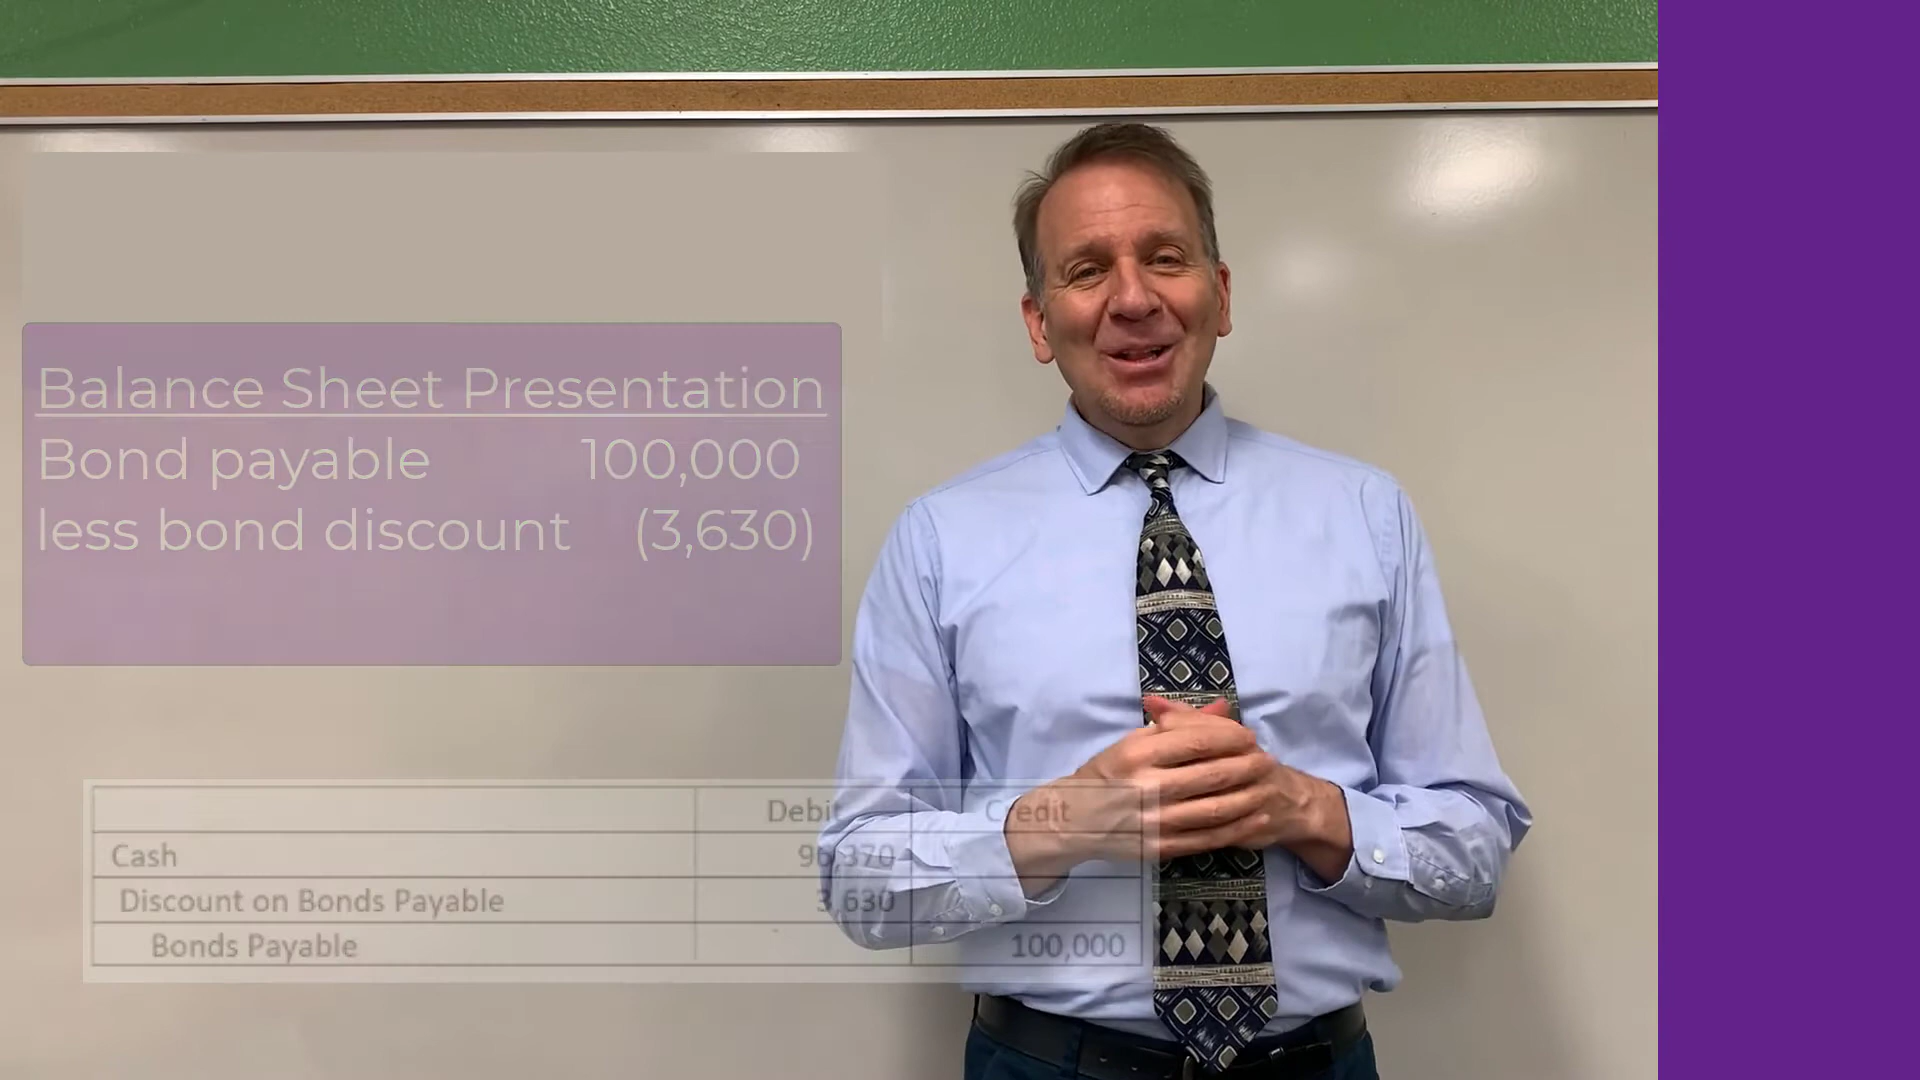 Balance Sheet Presentation
Bond payable 100,000
less bond discount (3,630)
Debit Credit
Cash 96,370
Discount on Bonds Payable 3,630
Bonds Payable 100,000